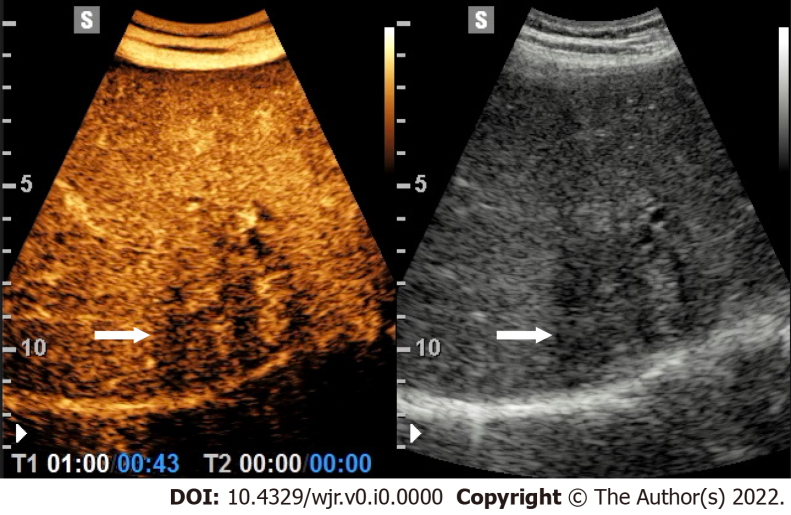 S S
5 5
10 10
T1 01:00/00:43 T2 00:00/00:00
DOI: 10.4329/wjr.v0.i0.0000 Copyright © The Author(s) 2022.